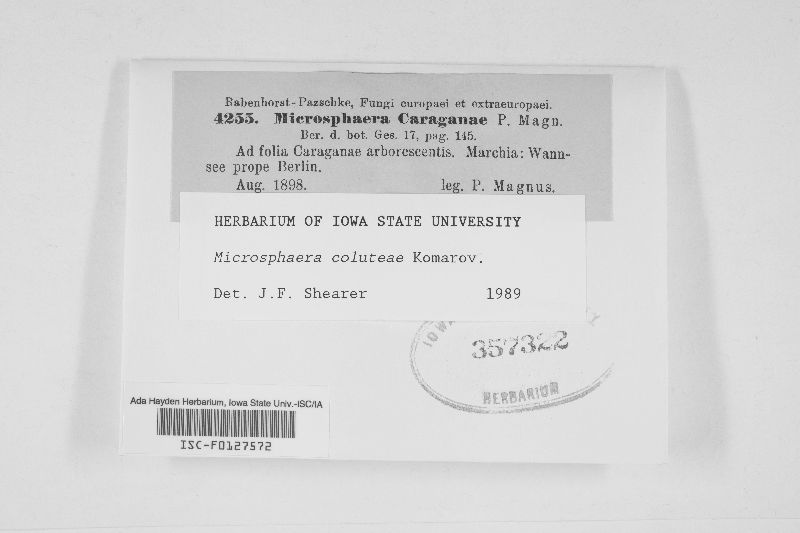 Rabenhorst-Pazschke, Fungi europaei et extraeuropaei.
4255. Microsphaera Caraganae P. Magn.
Ber. d. bot. Ges. 17, pag. 145.
Ad folia Caraganae arborescentis. Marchia: Wann-
see prope Berlin.
Aug. 1898. leg. P. Magnus.
HERBARIUM OF IOWA STATE UNIVERSITY
Microsphaera coluteae Komarov.
Det. J.F. Shearer 1989
IOWA
357322
HERBARIUM
Ada Hayden Herbarium, Iowa State Univ.-ISC/IA
ISC-F0127572